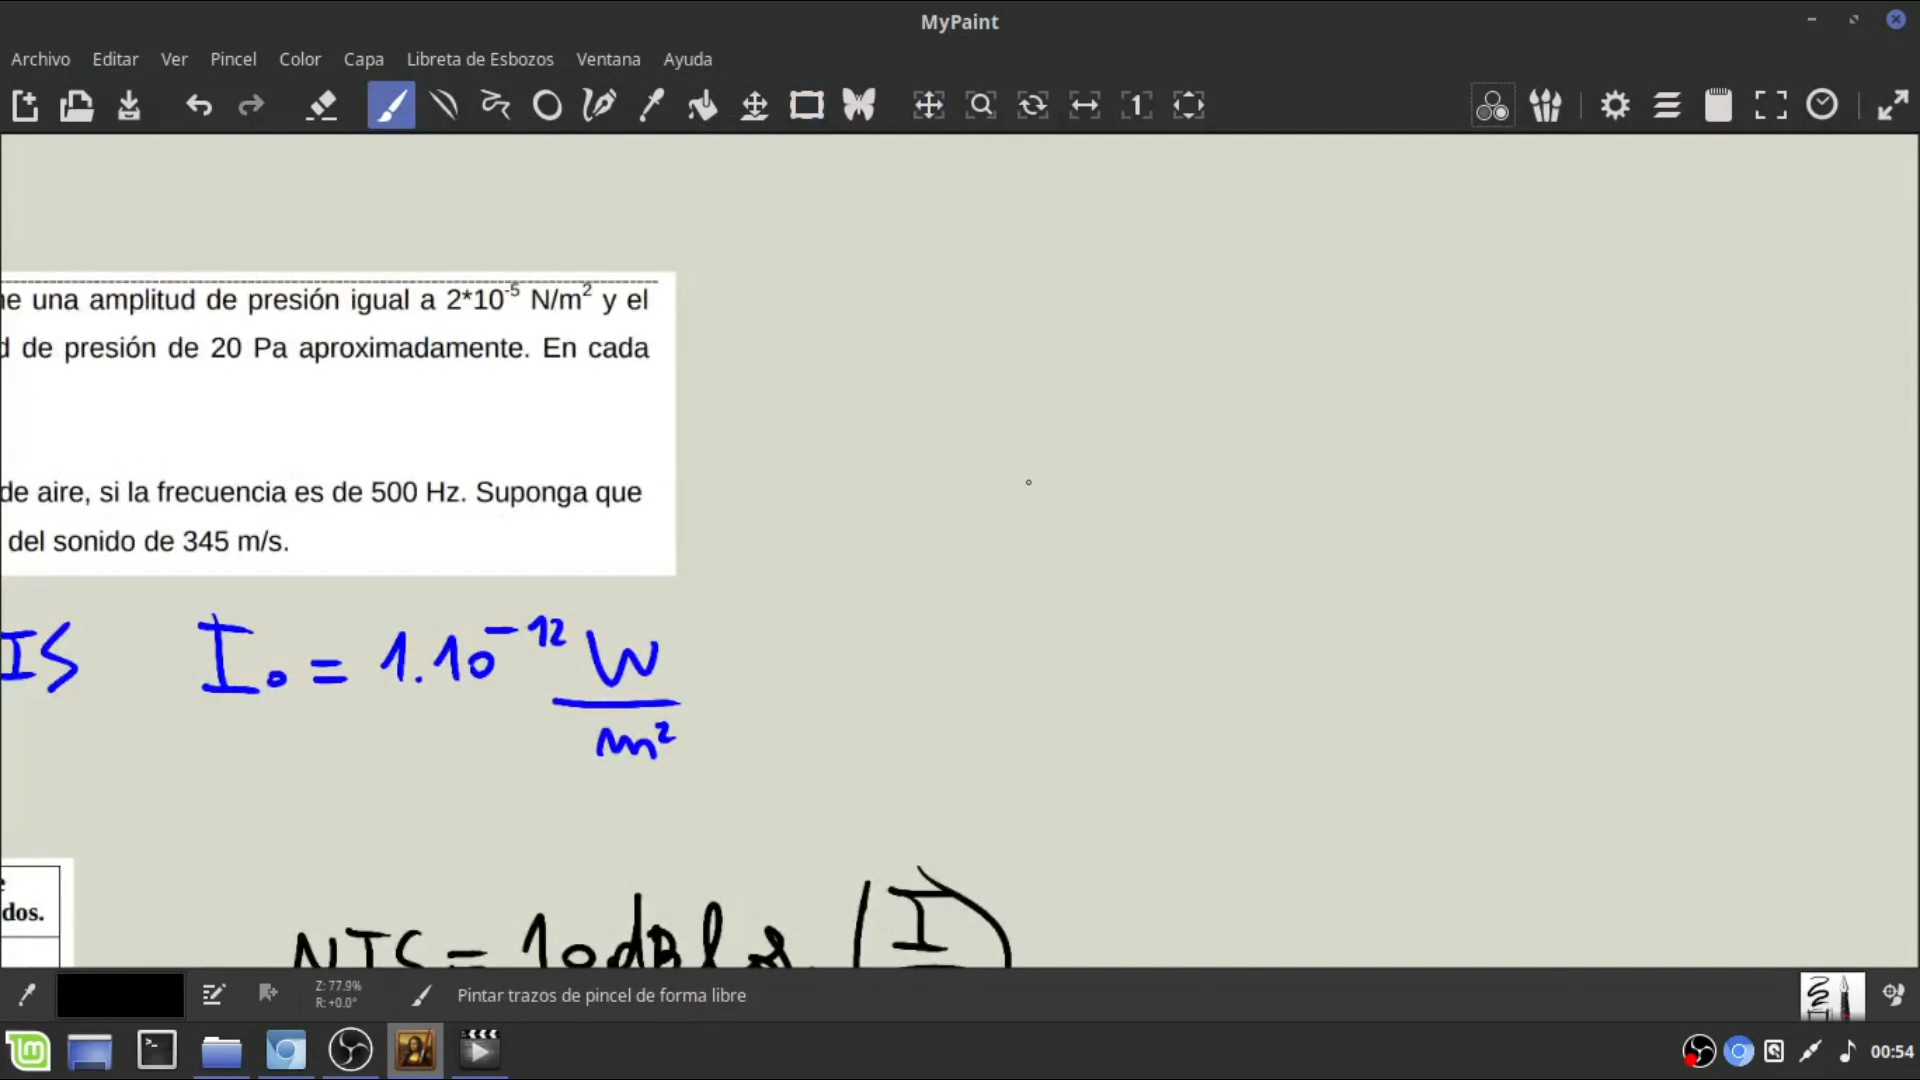 MyPaint
Archivo Editar Ver Pincel Color Capa Libreta de Esbozos Ventana Ayuda
una amplitud de presión igual a 2*10-5 N/m2 y el
de presión de 20 Pa aproximadamente. En cada
de aire, si la frecuencia es de 500 Hz. Suponga que
del sonido de 345 m/s.
IS I0 = 1.10-12 W
m2
dos.
NIS = 10dB log (I
Z: 77.9%
R: +0.0°
Pintar trazos de pincel de forma libre
00:54